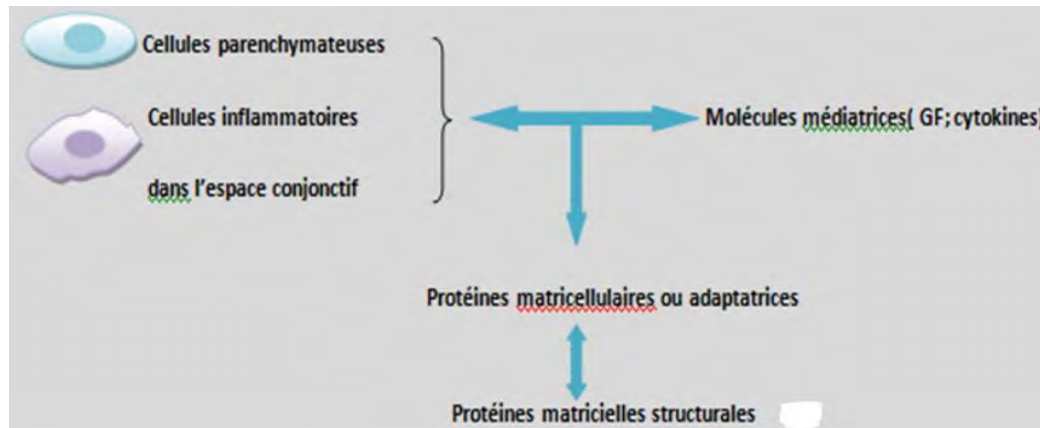 Cellules parenchymateuses
Cellules inflammatoires
dans l'espace conjonctif
Molécules médiatrices( GF; cytokines)
Protéines matricellulaires ou adaptatrices
Protéines matricielles structurales